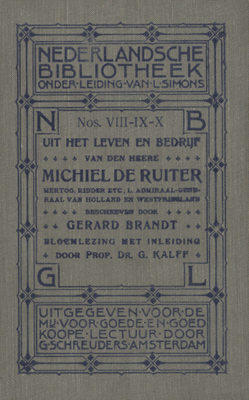 NEDERLANDSCHE
BIBLIOTHEEK
ONDER·LEIDING·VAN·L.SIMONS
N B
Nos. VIII-IX-X
UIT HET LEVEN EN BEDRIJF
VAN DEN HEERE
MICHIEL DE RUITER
HERTOG, RIDDER ETC., L. ADMIRAAL-GENE-
RAAL VAN HOLLAND EN WESTFRIESLAND
BESCHREVEN DOOR
GERARD BRANDT
BLOEMLEZING MET INLEIDING
DOOR PROF. DR. G. KALFF
G L
UITGEGEVEN·VOOR·DE
MIJ·VOOR·GOEDE·EN·GOED
KOOPE·LECTUUR·DOOR
G·SCHREUDERS·AMSTERDAM